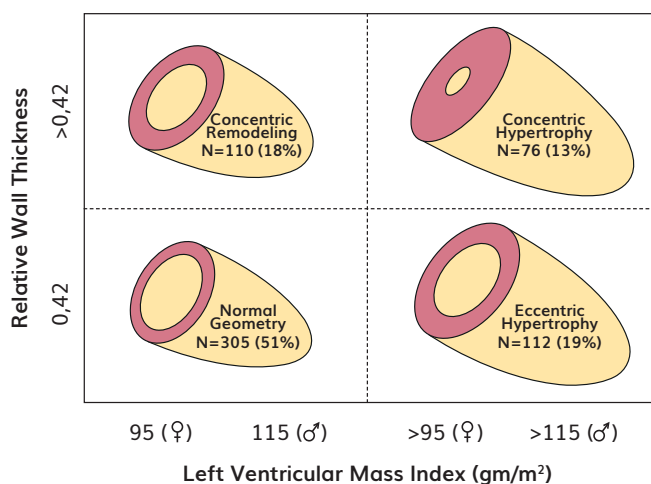 Relative Wall Thickness
>0,42
0,42
Concentric
Remodeling
N=110 (18%)
Concentric
Hypertrophy
N=76 (13%)
Normal
Geometry
N=305 (51%)
Eccentric
Hypertrophy
N=112 (19%)
95 (♀) 115 (♂) >95 (♀) >115 (♂)
Left Ventricular Mass Index (gm/m²)